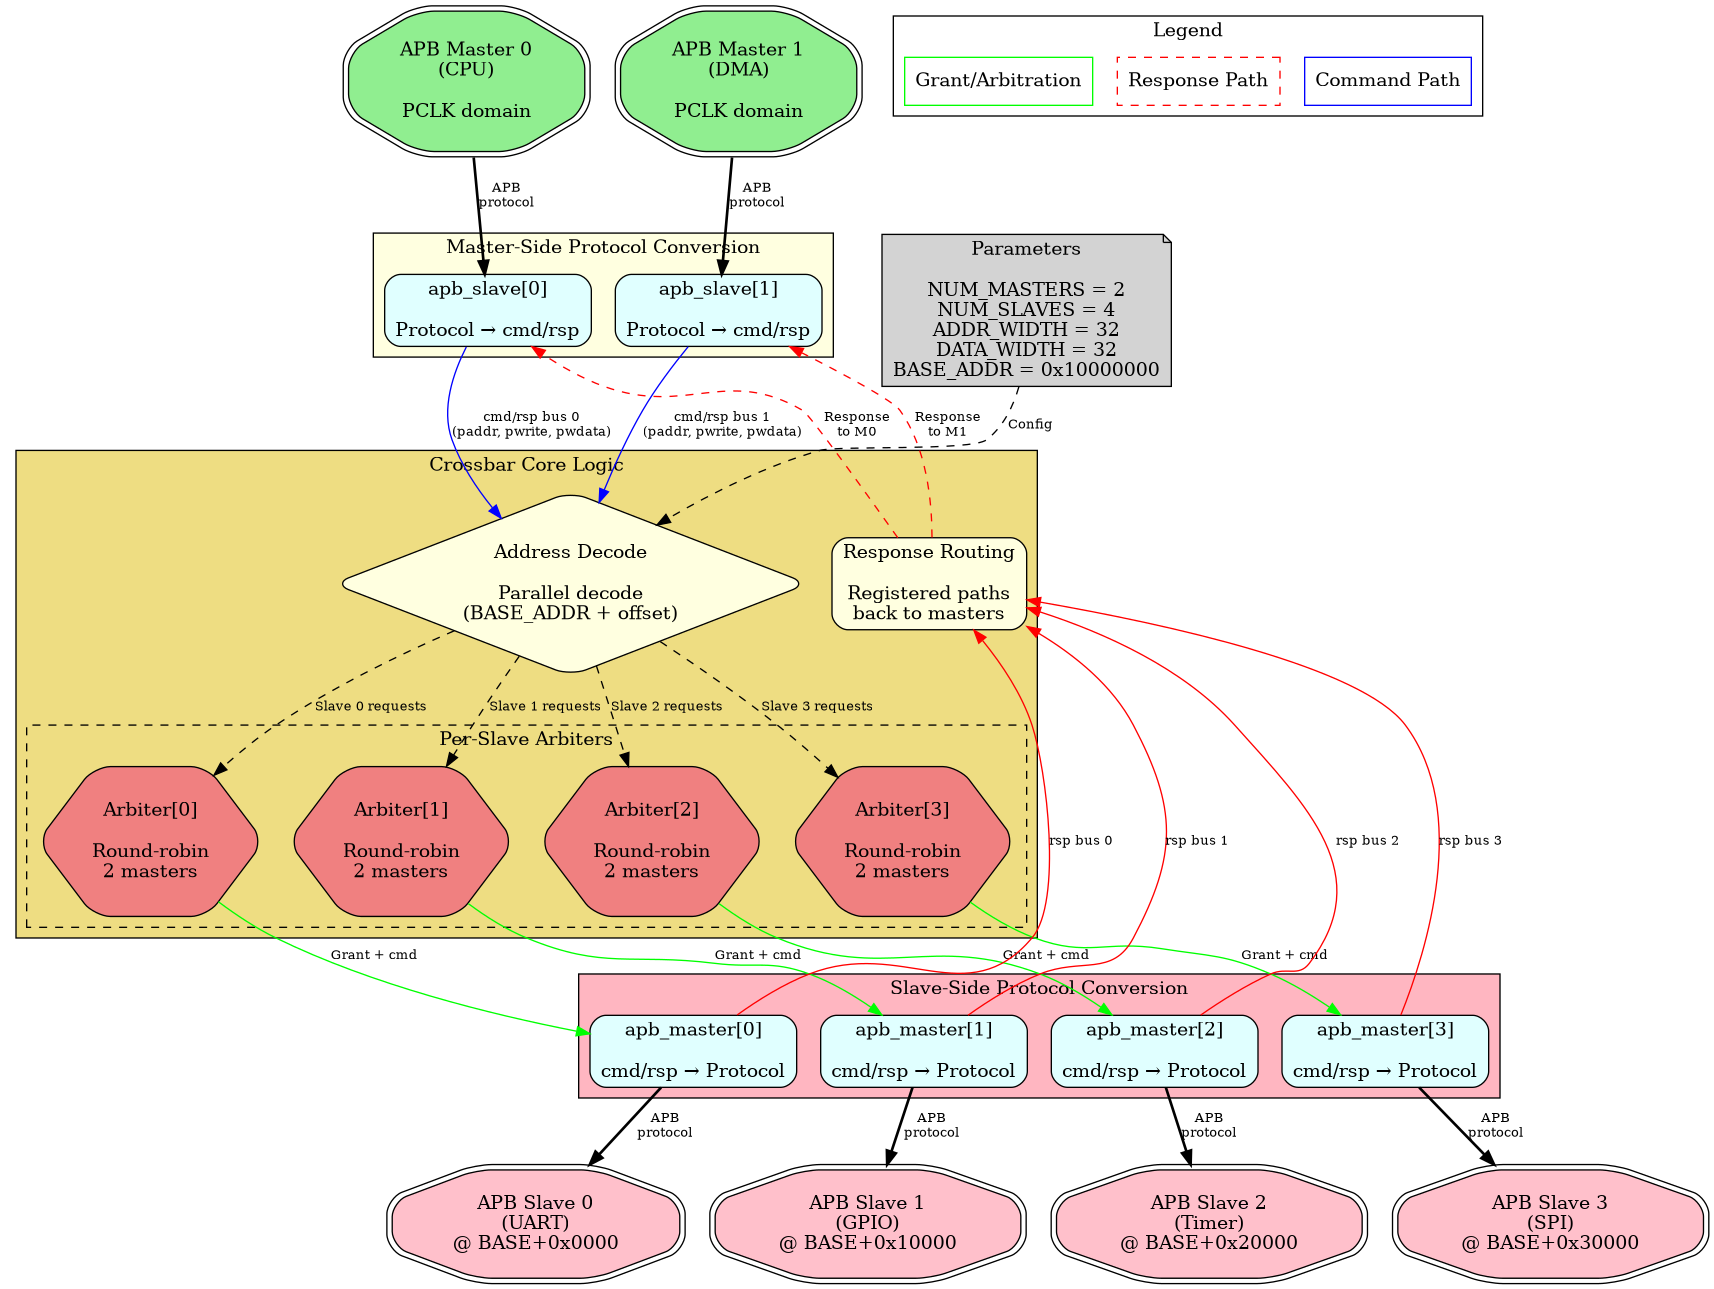 APB Master 0
(CPU)
PCLK domain
APB Master 1
(DMA)
PCLK domain
Legend
Grant/Arbitration
Response Path
Command Path
APB
protocol
APB
protocol
Master-Side Protocol Conversion
apb_slave[0]
Protocol → cmd/rsp
apb_slave[1]
Protocol → cmd/rsp
Parameters
NUM_MASTERS = 2
NUM_SLAVES = 4
ADDR_WIDTH = 32
DATA_WIDTH = 32
BASE_ADDR = 0x10000000
cmd/rsp bus 0
(paddr, pwrite, pwdata)
cmd/rsp bus 1
(paddr, pwrite, pwdata)
Response
to M0
Response
to M1
Config
Crossbar Core Logic
Address Decode
Parallel decode
(BASE_ADDR + offset)
Response Routing
Registered paths
back to masters
Slave 0 requests
Slave 1 requests
Slave 2 requests
Slave 3 requests
Per-Slave Arbiters
Arbiter[0]
Round-robin
2 masters
Arbiter[1]
Round-robin
2 masters
Arbiter[2]
Round-robin
2 masters
Arbiter[3]
Round-robin
2 masters
rsp bus 0
rsp bus 1
rsp bus 2
rsp bus 3
Grant + cmd
Grant + cmd
Grant + cmd
Grant + cmd
Slave-Side Protocol Conversion
apb_master[0]
cmd/rsp → Protocol
apb_master[1]
cmd/rsp → Protocol
apb_master[2]
cmd/rsp → Protocol
apb_master[3]
cmd/rsp → Protocol
APB
protocol
APB
protocol
APB
protocol
APB
protocol
APB Slave 0
(UART)
@ BASE+0x0000
APB Slave 1
(GPIO)
@ BASE+0x10000
APB Slave 2
(Timer)
@ BASE+0x20000
APB Slave 3
(SPI)
@ BASE+0x30000